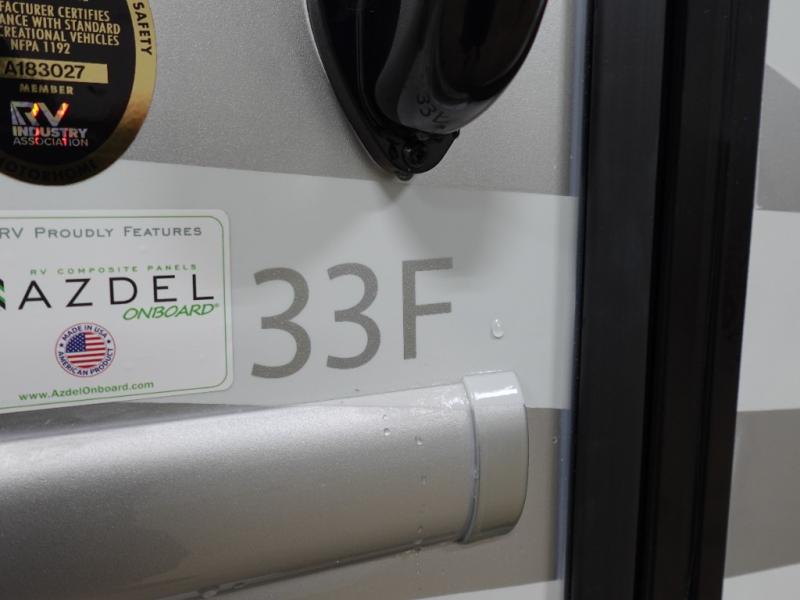 FACTURER CERTIFIES
ANCE WITH STANDARD
CREATIONAL VEHICLES
NFPA 1192
A183027
MEMBER
RV
INDUSTRY
ASSOCIATION
MOTORHOME
SAFETY
RV PROUDLY FEATURES
RV COMPOSITE PANELS
AZDEL
ONBOARD®
MADE IN USA
AMERICAN PRODUCT
www.AzdelOnboard.com
33F